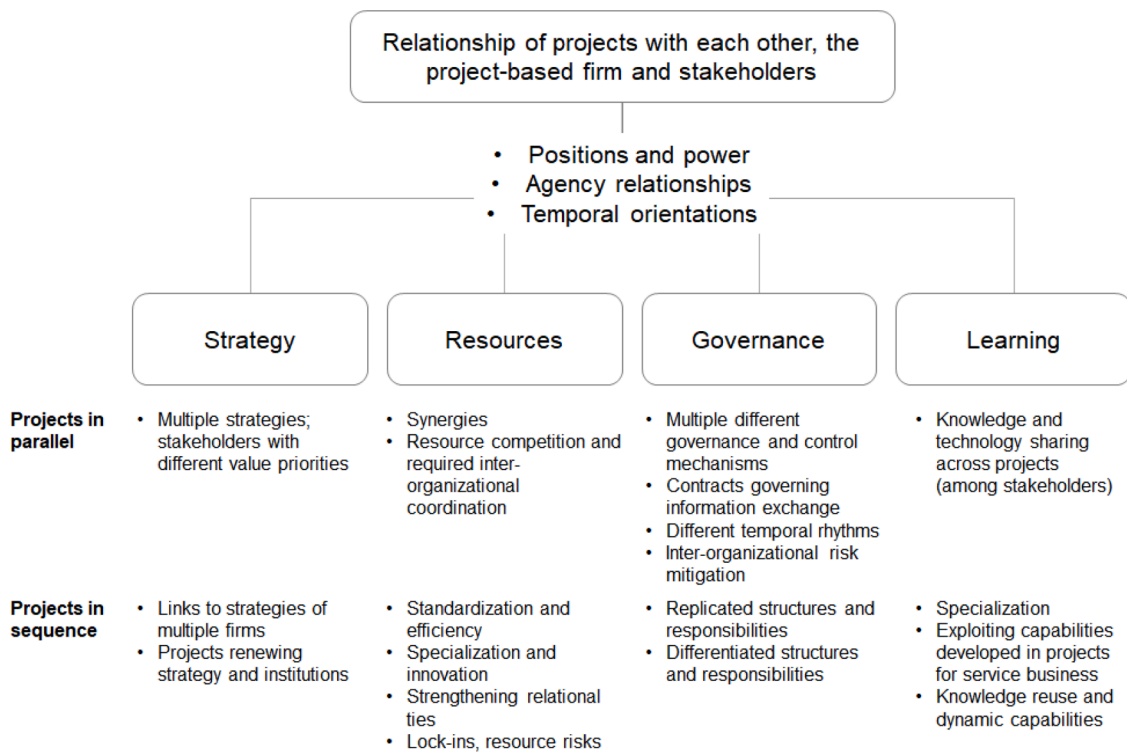 Relationship of projects with each other, the
project-based firm and stakeholders
• Positions and power
• Agency relationships
• Temporal orientations
Strategy
Resources
Governance
Learning
Projects in
parallel
• Multiple strategies;
stakeholders with
different value priorities
• Synergies
• Resource competition and
required inter-
organizational
coordination
• Multiple different
governance and control
mechanisms
• Contracts governing
information exchange
• Different temporal rhythms
• Inter-organizational risk
mitigation
• Knowledge and
technology sharing
across projects
(among stakeholders)
Projects in
sequence
• Links to strategies of
multiple firms
• Projects renewing
strategy and institutions
• Standardization and
efficiency
• Specialization and
innovation
• Strengthening relational
ties
• Lock-ins, resource risks
• Replicated structures and
responsibilities
• Differentiated structures
and responsibilities
• Specialization
• Exploiting capabilities
developed in projects
for service business
• Knowledge reuse and
dynamic capabilities